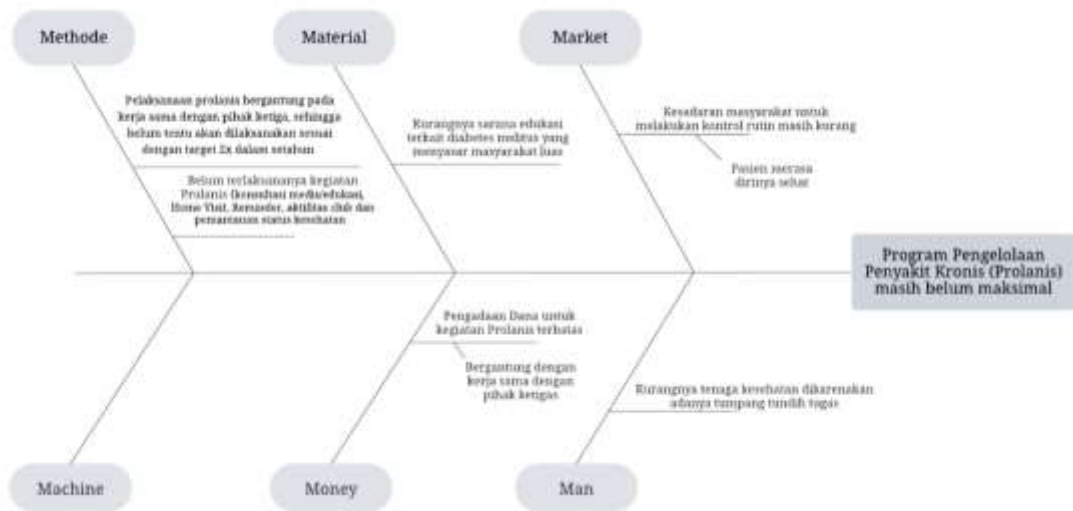 Methode
Material
Market
Pelaksanaan prolanis bergantung pada
kerja sama dengan pihak ketiga, sehingga
belum tentu akan dilaksanakan sesuai
dengan target 2x dalam setahun
Belum terlaksananya kegiatan
Prolanis (konsultasi medis/edukasi,
Home Visit, Reminder, aktifitas club dan
pemantauan status kesehatan
Kurangnya sarana edukasi
terkait diabetes melitus yang
menyasar masyarakat luas
Kesadaran masyarakat untuk
melakukan kontrol rutin masih kurang
Pasien merasa
dirinya sehat
Program Pengelolaan
Penyakit Kronis (Prolanis)
masih belum maksimal
Pengadaan Dana untuk
kegiatan Prolanis terbatas
Bergantung dengan
kerja sama dengan
pihak ketigas
Kurangnya tenaga kesehatan dikarenakan
adanya tumpang tindih tugas
Machine
Money
Man